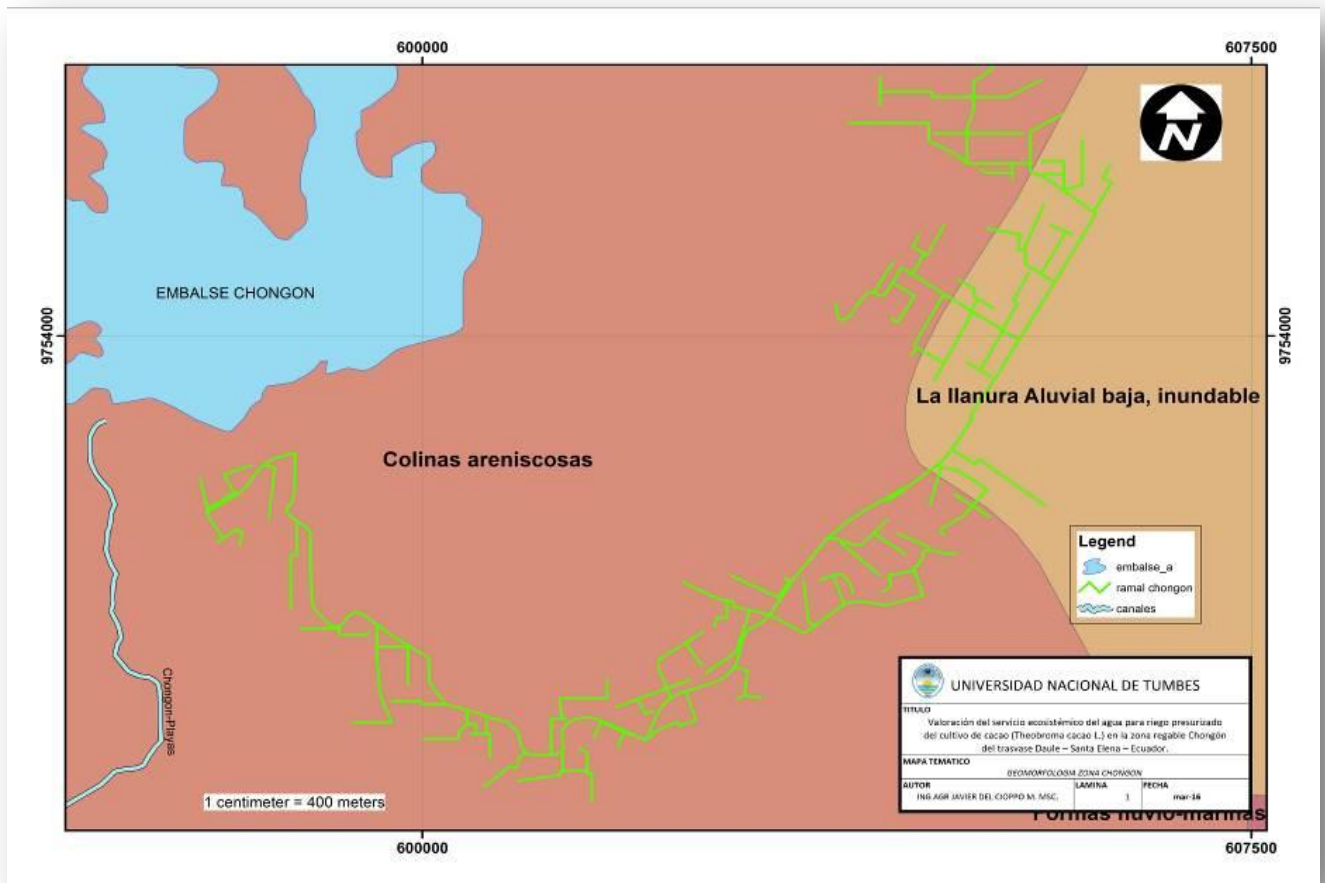 600000
607500
EMBALSE CHONGON
9754000
9754000
N
La llanura Aluvial baja, inundable
Colinas areniscosas
Legend
embalse_a
ramal chongon
canales
Chongon-Playas
UNIVERSIDAD NACIONAL DE TUMBES
TITULO
Valoración del servicio ecosistémico del agua para riego presurizado
del cultivo de cacao (Theobroma cacao L.) en la zona regable Chongón
del trasvase Daule – Santa Elena – Ecuador.
MAPA TEMATICO
GEOMORFOLOGIA ZONA CHONGON
AUTOR
ING AGR JAVIER DEL CIOPPO M. MSC.
LAMINA
1
FECHA
mar-16
1 centimeter = 400 meters
Formas fluvio-marinas
600000
607500